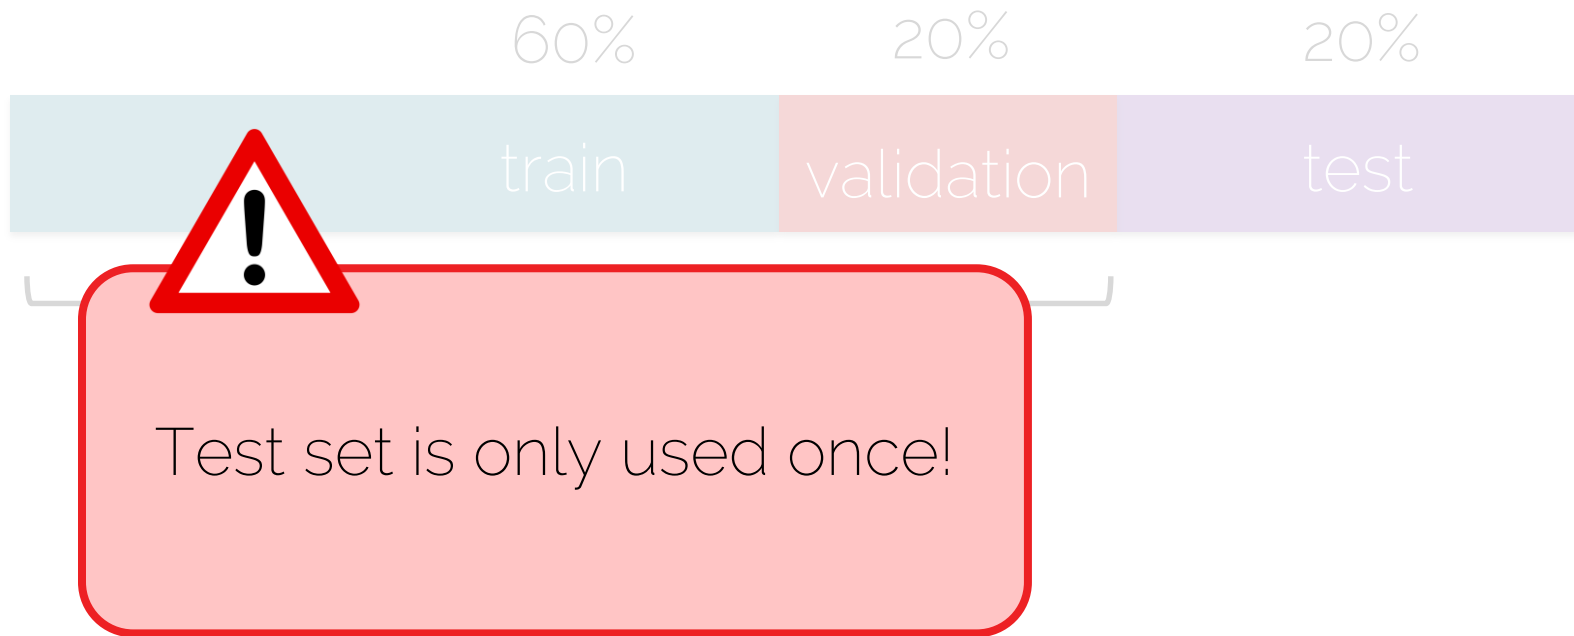 60% 20% 20%
train validation test
Test set is only used once!